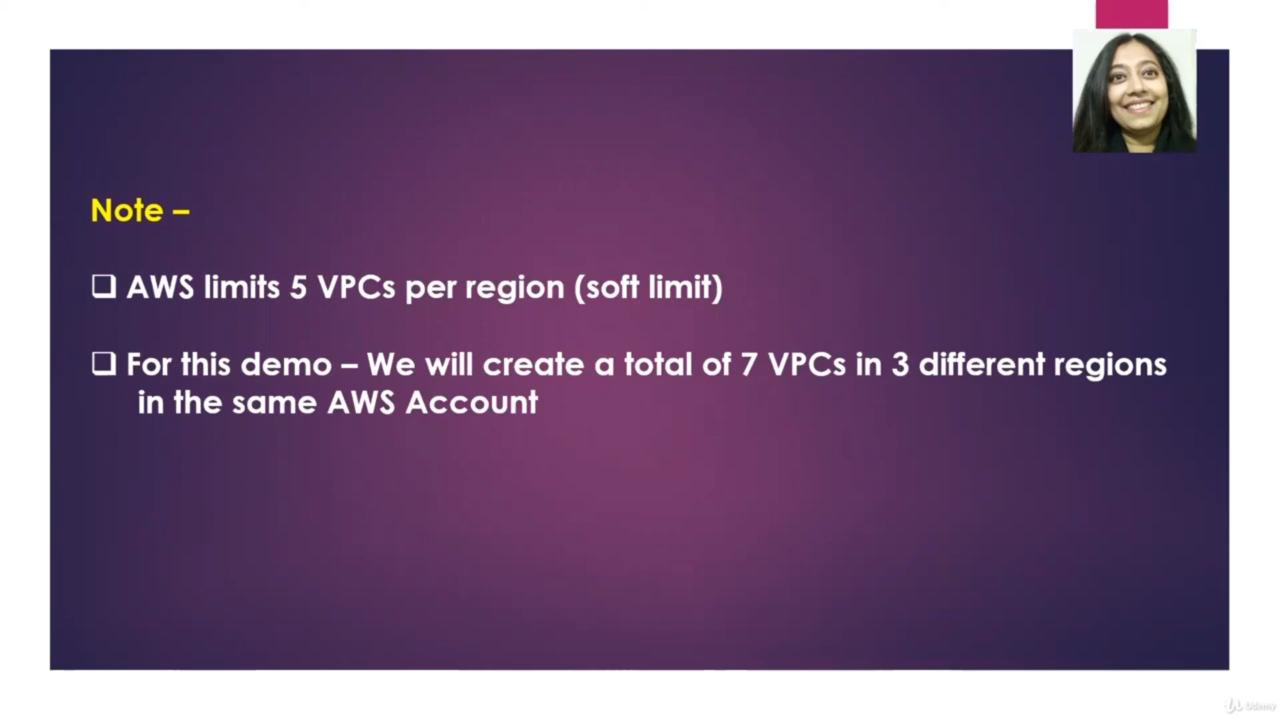 Note –
❑ AWS limits 5 VPCs per region (soft limit)
❑ For this demo – We will create a total of 7 VPCs in 3 different regions
in the same AWS Account
Udemy